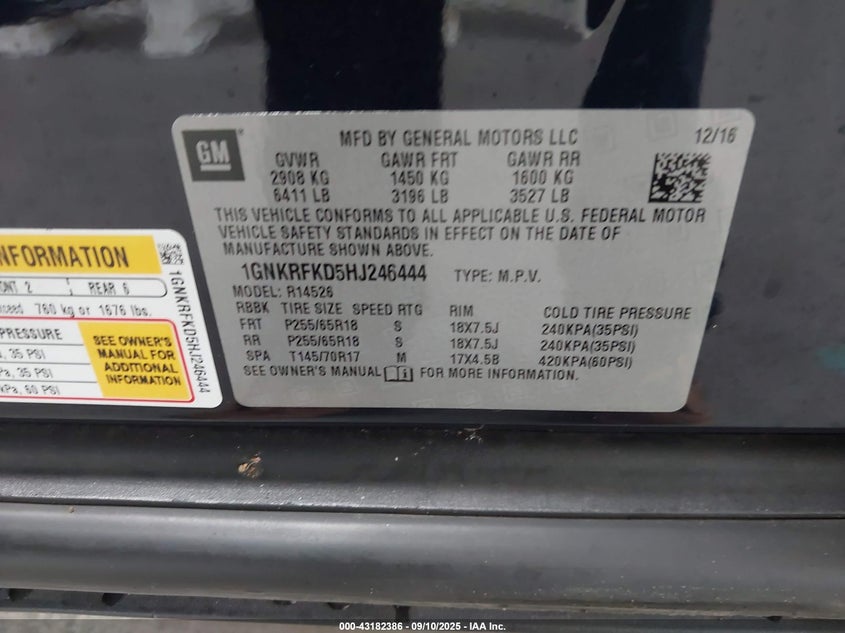 GM
MFD BY GENERAL MOTORS LLC 12/16
GVWR GAWR FRT GAWR RR
2908 KG 1450 KG 1600 KG
6411 LB 3196 LB 3527 LB
THIS VEHICLE CONFORMS TO ALL APPLICABLE U.S. FEDERAL MOTOR
VEHICLE SAFETY STANDARDS IN EFFECT ON THE DATE OF
MANUFACTURE SHOWN ABOVE.
1GNKRFKD5HJ246444 TYPE: M.P.V.
MODEL: R14526
RBBK TIRE SIZE SPEED RTG RIM COLD TIRE PRESSURE
FRT P255/65R18 S 18X7.5J 240KPA(35PSI)
RR P255/65R18 S 18X7.5J 240KPA(35PSI)
SPA T145/70R17 M 17X4.5B 420KPA(60PSI)
SEE OWNER'S MANUAL FOR MORE INFORMATION.
NFORMATION
ONT 2 REAR 6
760 kg or 1676 lbs.
PRESSURE
35 PSI
35 PSI
kPa, 60 PSI
SEE OWNER'S
MANUAL FOR
ADDITIONAL
INFORMATION
1GNKRFKD5HJ246444
000-43182386 - 09/10/2025 - IAA Inc.